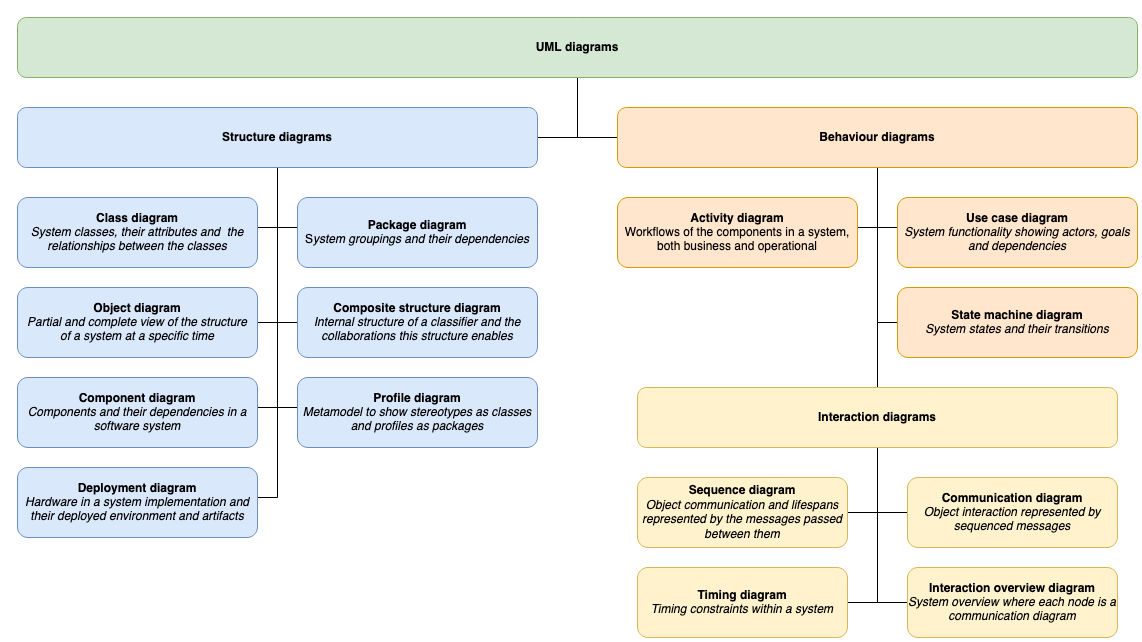 UML diagrams
Structure diagrams
Behaviour diagrams
Class diagram
System classes, their attributes and the
relationships between the classes
Package diagram
System groupings and their dependencies
Activity diagram
Workflows of the components in a system,
both business and operational
Use case diagram
System functionality showing actors, goals
and dependencies
Object diagram
Partial and complete view of the structure
of a system at a specific time
Composite structure diagram
Internal structure of a classifier and the
collaborations this structure enables
State machine diagram
System states and their transitions
Component diagram
Components and their dependencies in a
software system
Profile diagram
Metamodel to show stereotypes as classes
and profiles as packages
Interaction diagrams
Deployment diagram
Hardware in a system implementation and
their deployed environment and artifacts
Sequence diagram
Object communication and lifespans
represented by the messages passed
between them
Communication diagram
Object interaction represented by
sequenced messages
Timing diagram
Timing constraints within a system
Interaction overview diagram
System overview where each node is a
communication diagram